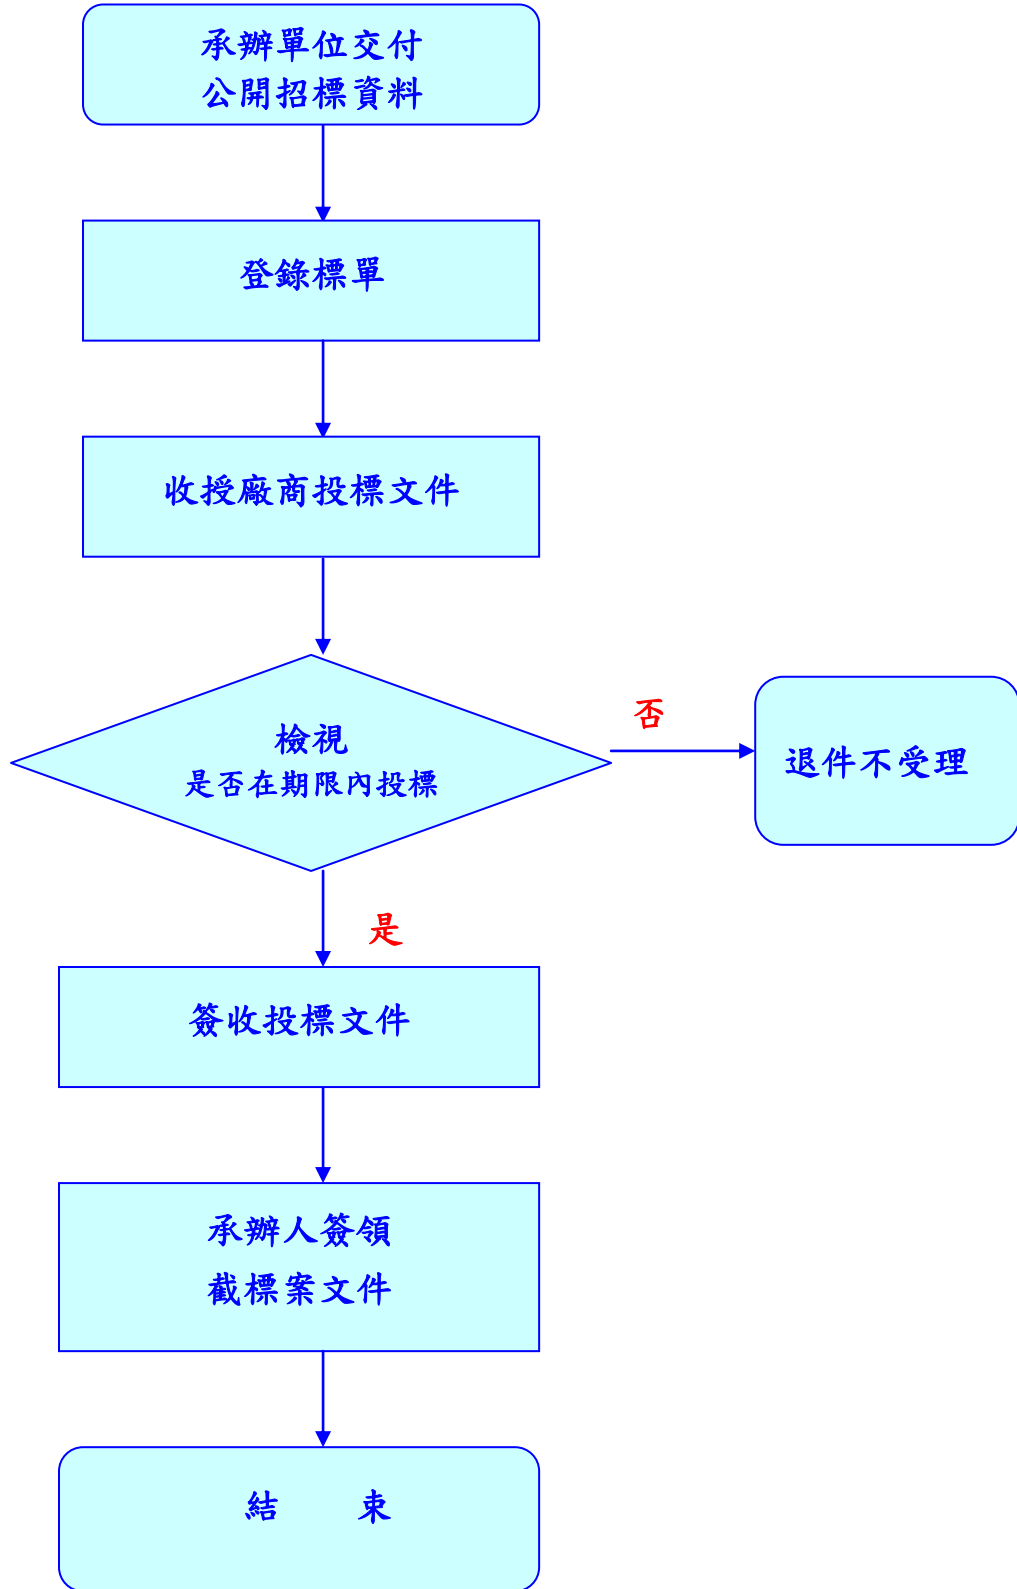 承辦單位交付
公開招標資料
登錄標單
收授廠商投標文件
檢視
是否在期限內投標
否
退件不受理
是
簽收投標文件
承辦人簽領
截標案文件
結 束